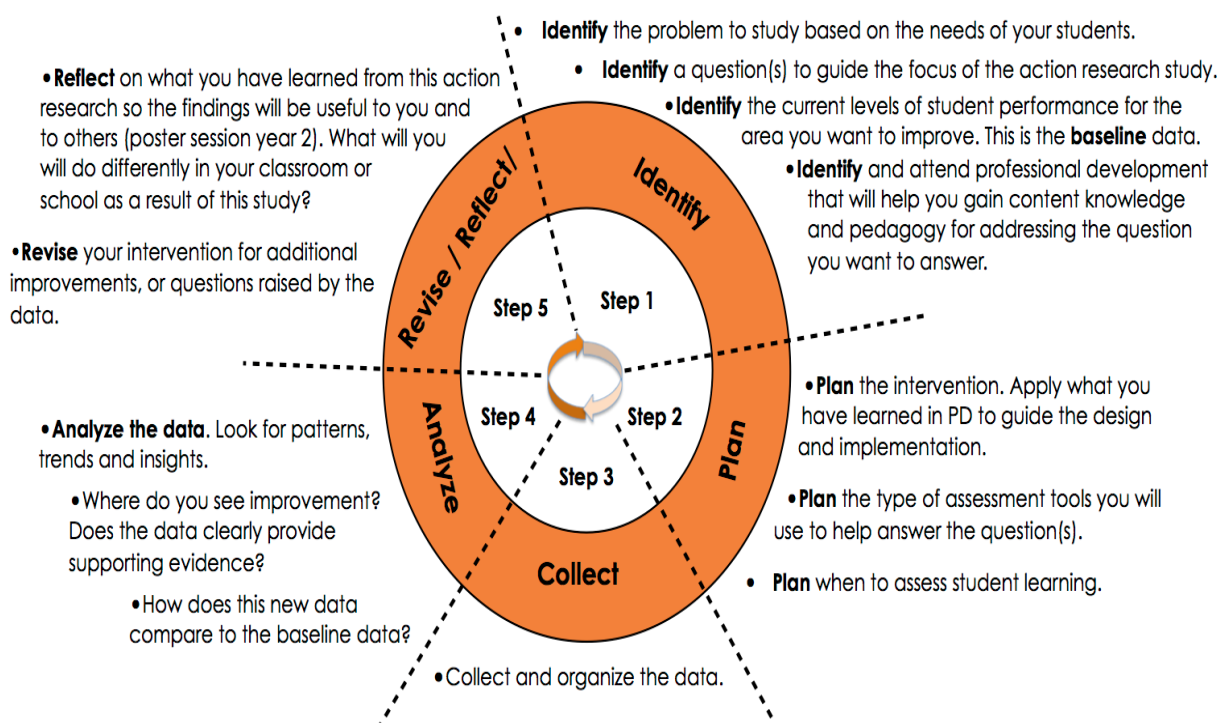 • Identify the problem to study based on the needs of your students.
• Identify a question(s) to guide the focus of the action research study.
•Identify the current levels of student performance for the
area you want to improve. This is the baseline data.
•Identify and attend professional development
that will help you gain content knowledge
and pedagogy for addressing the question
you want to answer.
•Plan the intervention. Apply what you
have learned in PD to guide the design
and implementation.
•Plan the type of assessment tools you will
use to help answer the question(s).
• Plan when to assess student learning.
•Collect and organize the data.
•Analyze the data. Look for patterns,
trends and insights.
•Where do you see improvement?
Does the data clearly provide
supporting evidence?
•How does this new data
compare to the baseline data?
•Reflect on what you have learned from this action
research so the findings will be useful to you and
to others (poster session year 2). What will you
will do differently in your classroom or
school as a result of this study?
•Revise your intervention for additional
improvements, or questions raised by the
data.
Identify
Plan
Collect
Analyze
Revise / Reflect/
Step 1
Step 2
Step 3
Step 4
Step 5